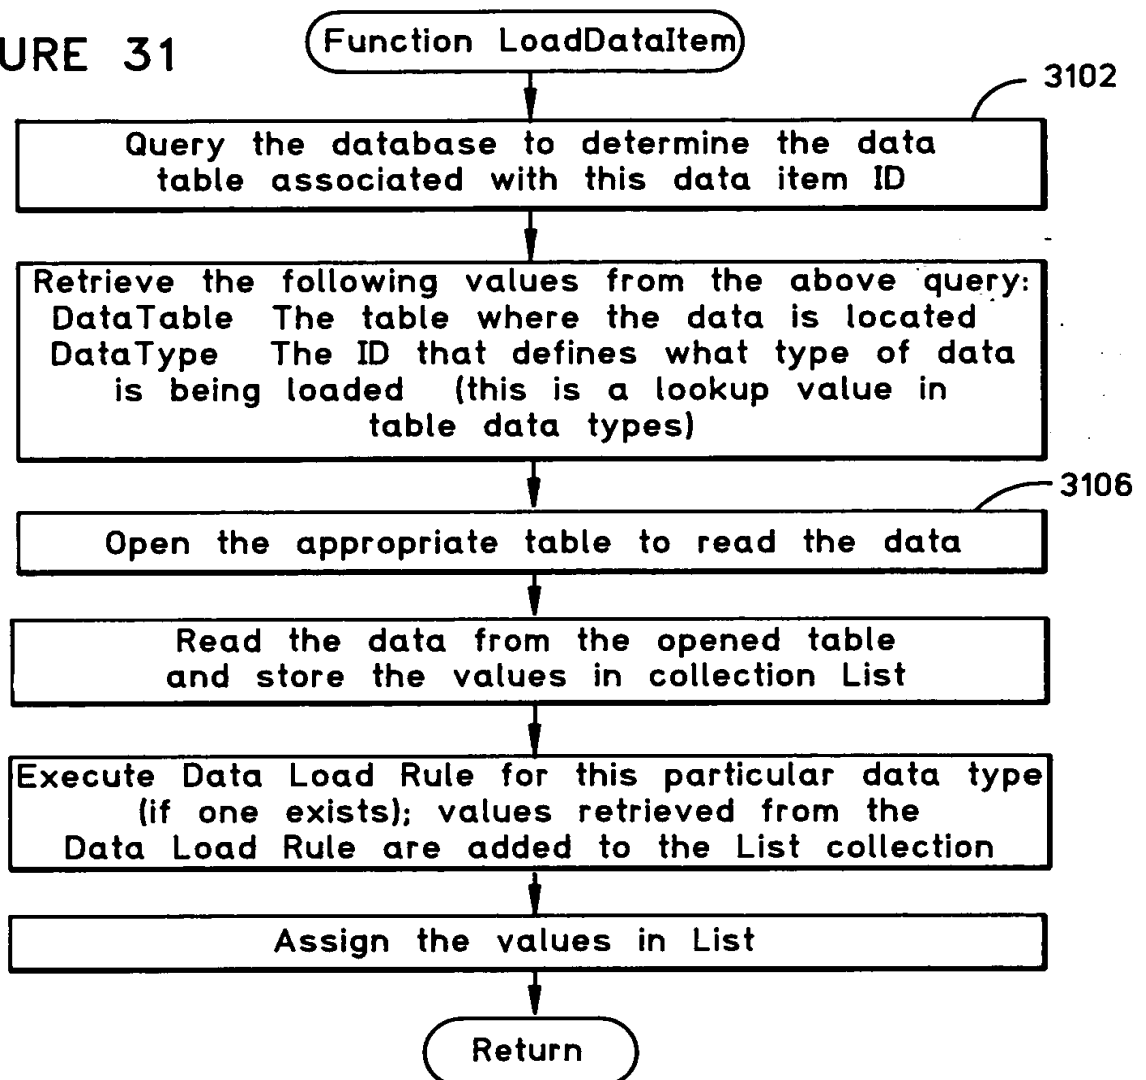 URE 31
Function LoadDataItem
3102
Query the database to determine the data
table associated with this data item ID
Retrieve the following values from the above query:
DataTable The table where the data is located
DataType The ID that defines what type of data
is being loaded (this is a lookup value in
table data types)
3106
Open the appropriate table to read the data
Read the data from the opened table
and store the values in collection List
Execute Data Load Rule for this particular data type
(if one exists); values retrieved from the
Data Load Rule are added to the List collection
Assign the values in List
Return